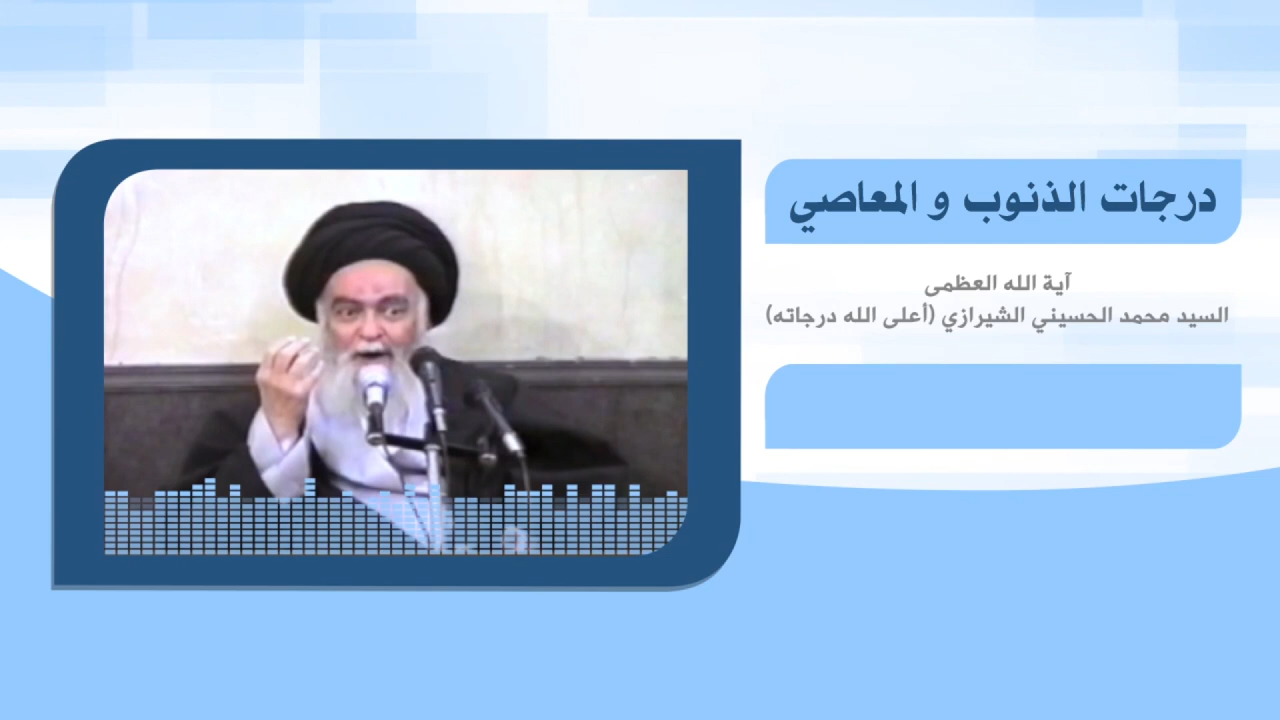 درجات الذنوب و المعاصي
آية الله العظمى
السيد محمد الحسيني الشيرازي (أعلى الله درجاته)